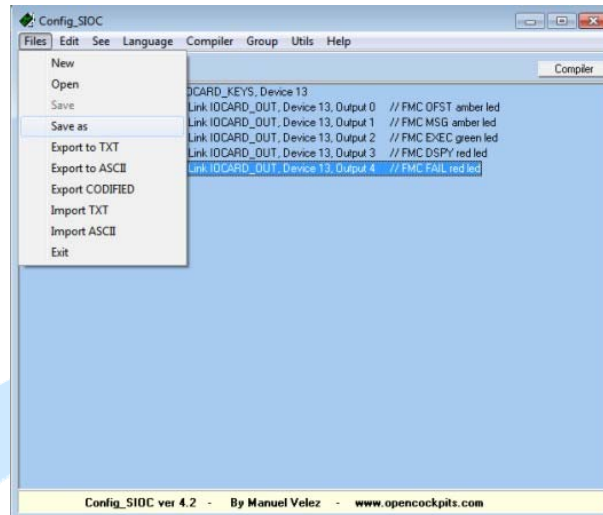 Config_SIOC
Files Edit See Language Compiler Group Utils Help
New
Open
Save
Save as
Export to TXT
Export to ASCII
Export CODIFIED
Import TXT
Import ASCII
Exit
Compiler
OCARD_KEYS, Device 13
Link IOCARD_OUT, Device 13, Output 0 // FMC OFST amber led
Link IOCARD_OUT, Device 13, Output 1 // FMC MSG amber led
Link IOCARD_OUT, Device 13, Output 2 // FMC EXEC green led
Link IOCARD_OUT, Device 13, Output 3 // FMC DSPY red led
Link IOCARD_OUT, Device 13, Output 4 // FMC FAIL red led
Config_SIOC ver 4.2 - By Manuel Velez - www.opencockpits.com